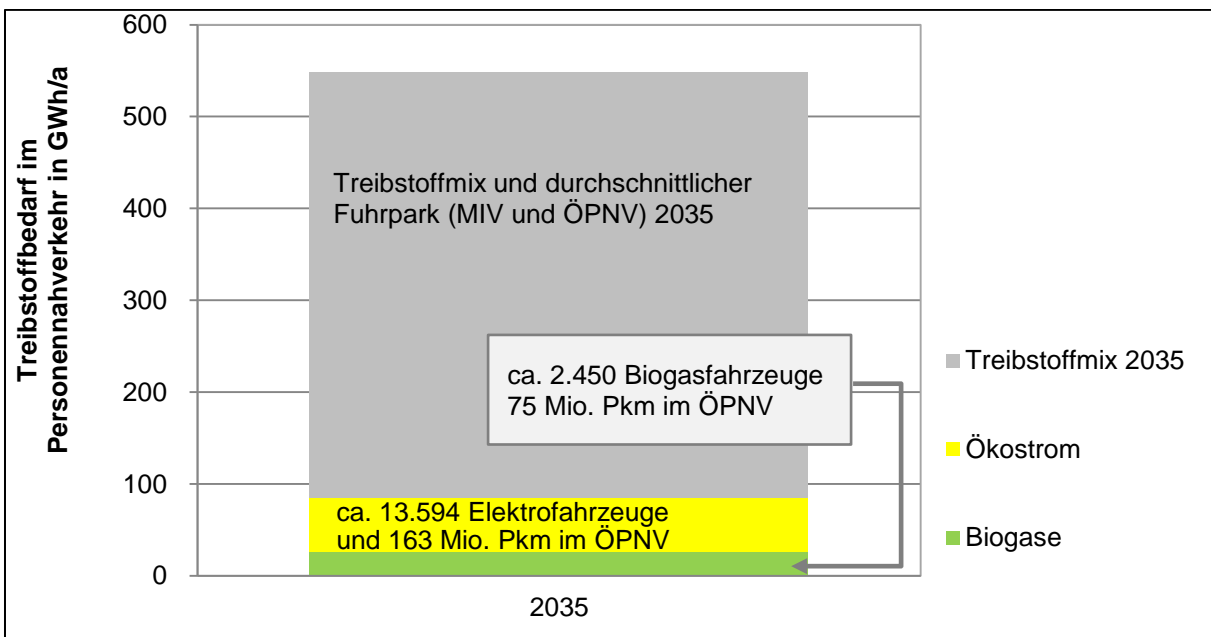 Treibstoffbedarf im
Personennahverkehr in GWh/a
600
500
400
300
200
100
0
Treibstoffmix und durchschnittlicher
Fuhrpark (MIV und ÖPNV) 2035
ca. 2.450 Biogasfahrzeuge
75 Mio. Pkm im ÖPNV
ca. 13.594 Elektrofahrzeuge
und 163 Mio. Pkm im ÖPNV
2035
Treibstoffmix 2035
Ökostrom
Biogase